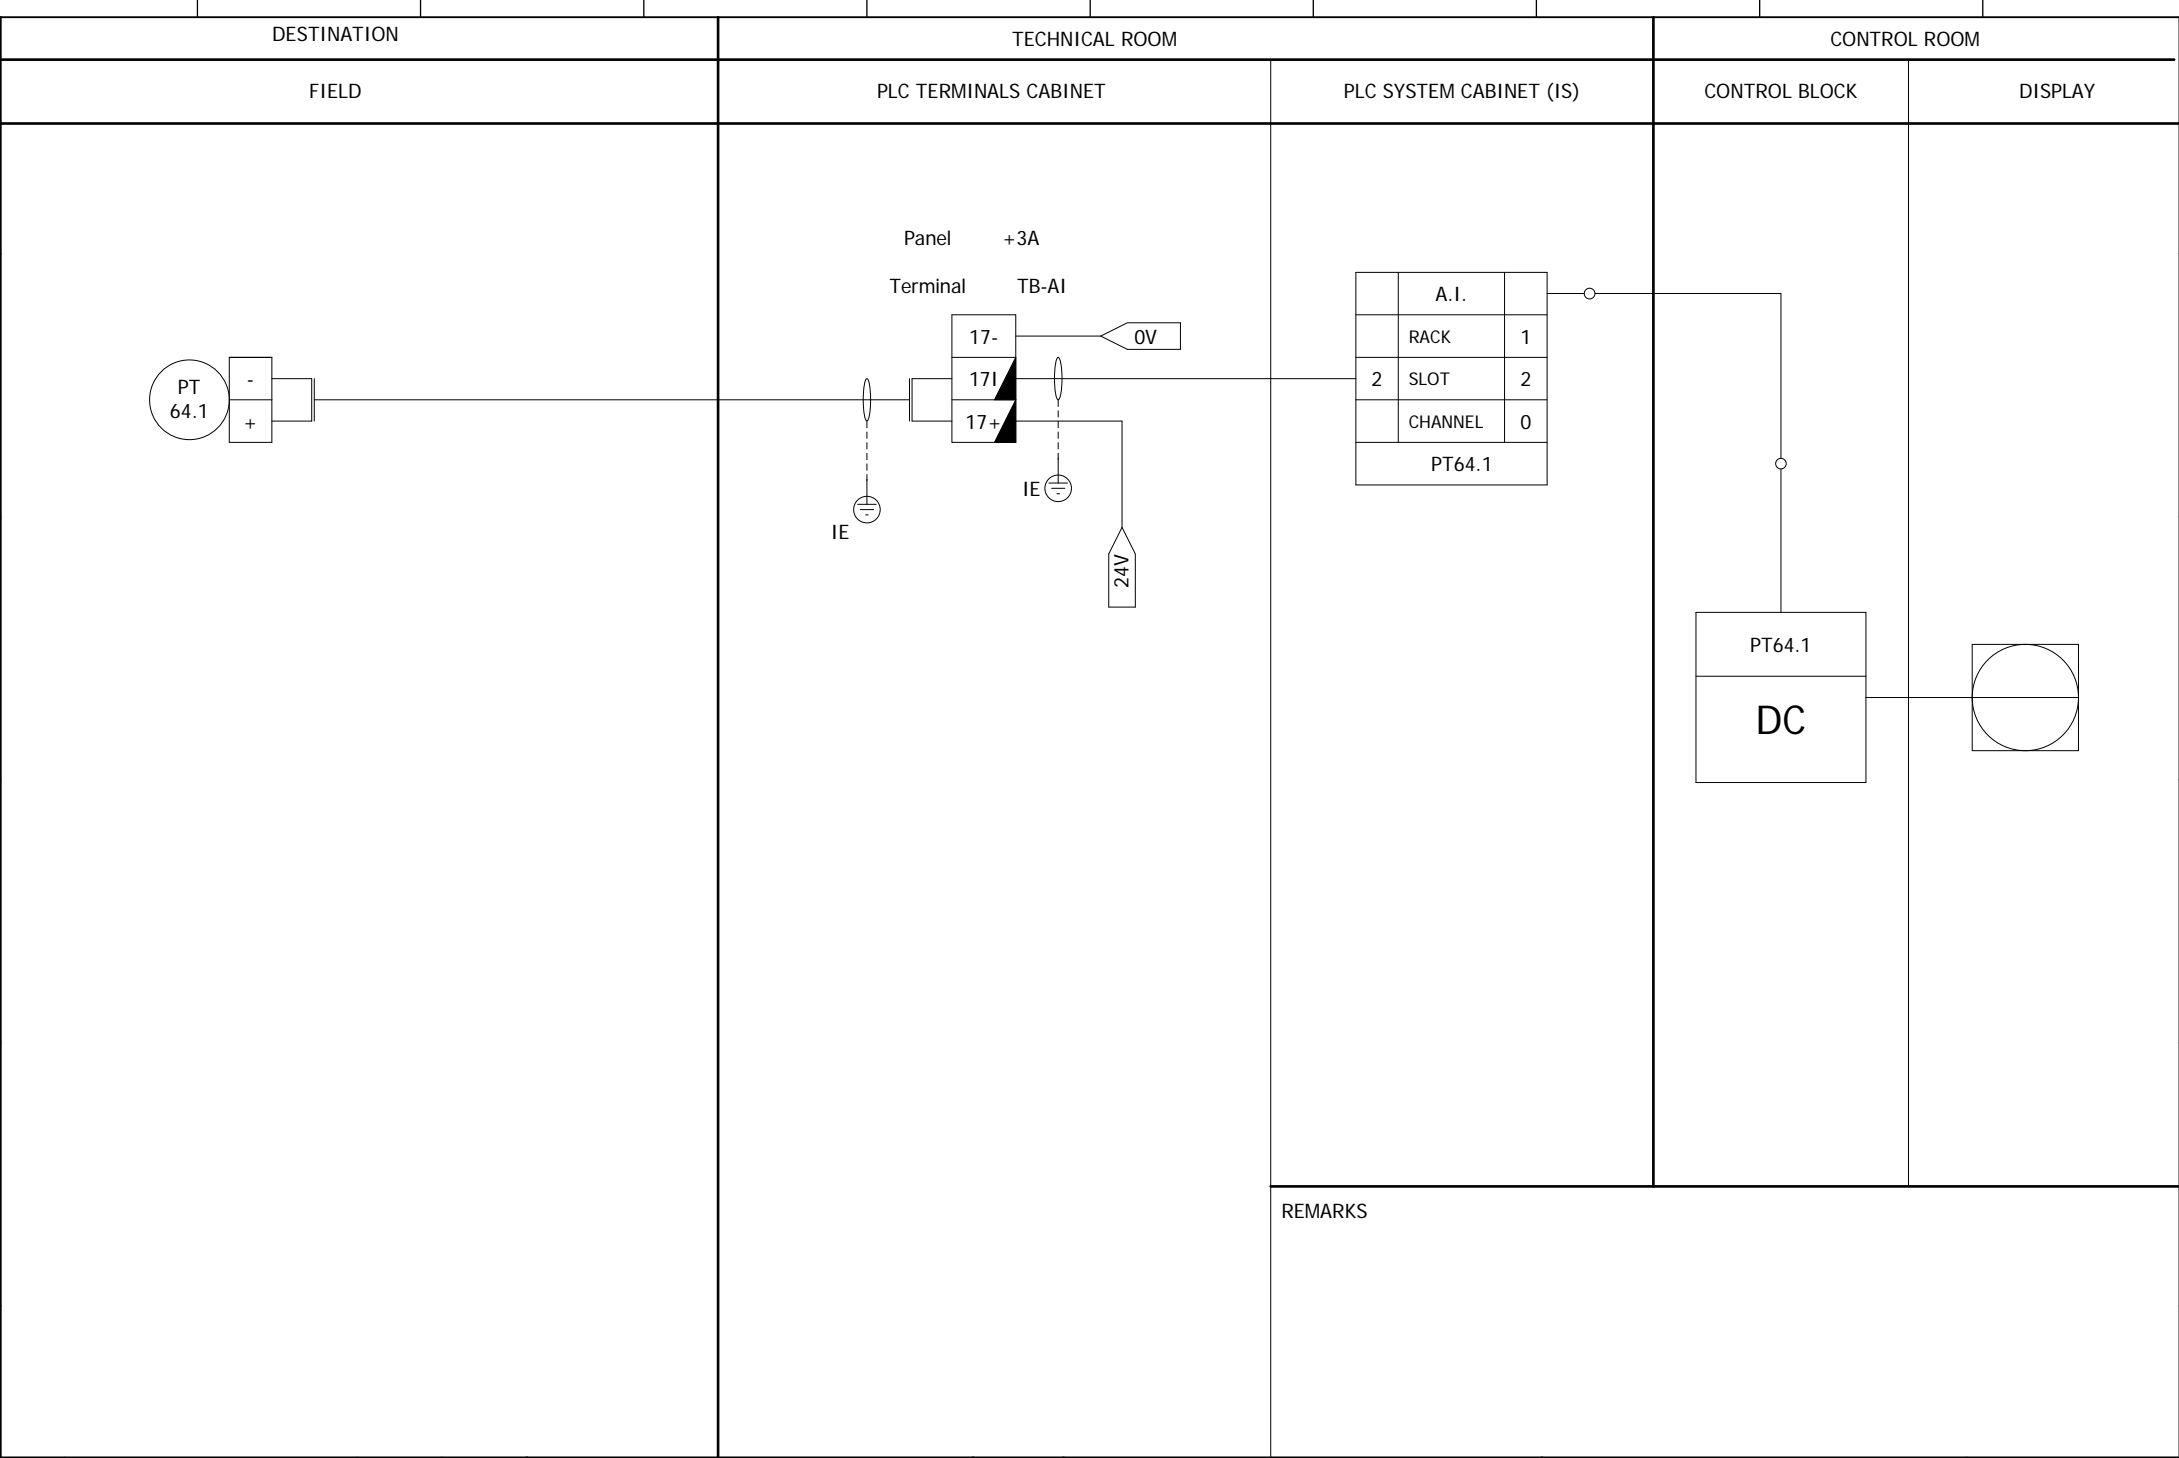 DESTINATION
TECHNICAL ROOM
CONTROL ROOM
FIELD
PLC TERMINALS CABINET
PLC SYSTEM CABINET (IS)
CONTROL BLOCK
DISPLAY
Panel +3A
Terminal TB-AI
PT
64.1
-
+
17-
17I
17+
0V
IE
IE
24V
A.I.
RACK 1
2 SLOT 2
CHANNEL 0
PT64.1
PT64.1
DC
REMARKS